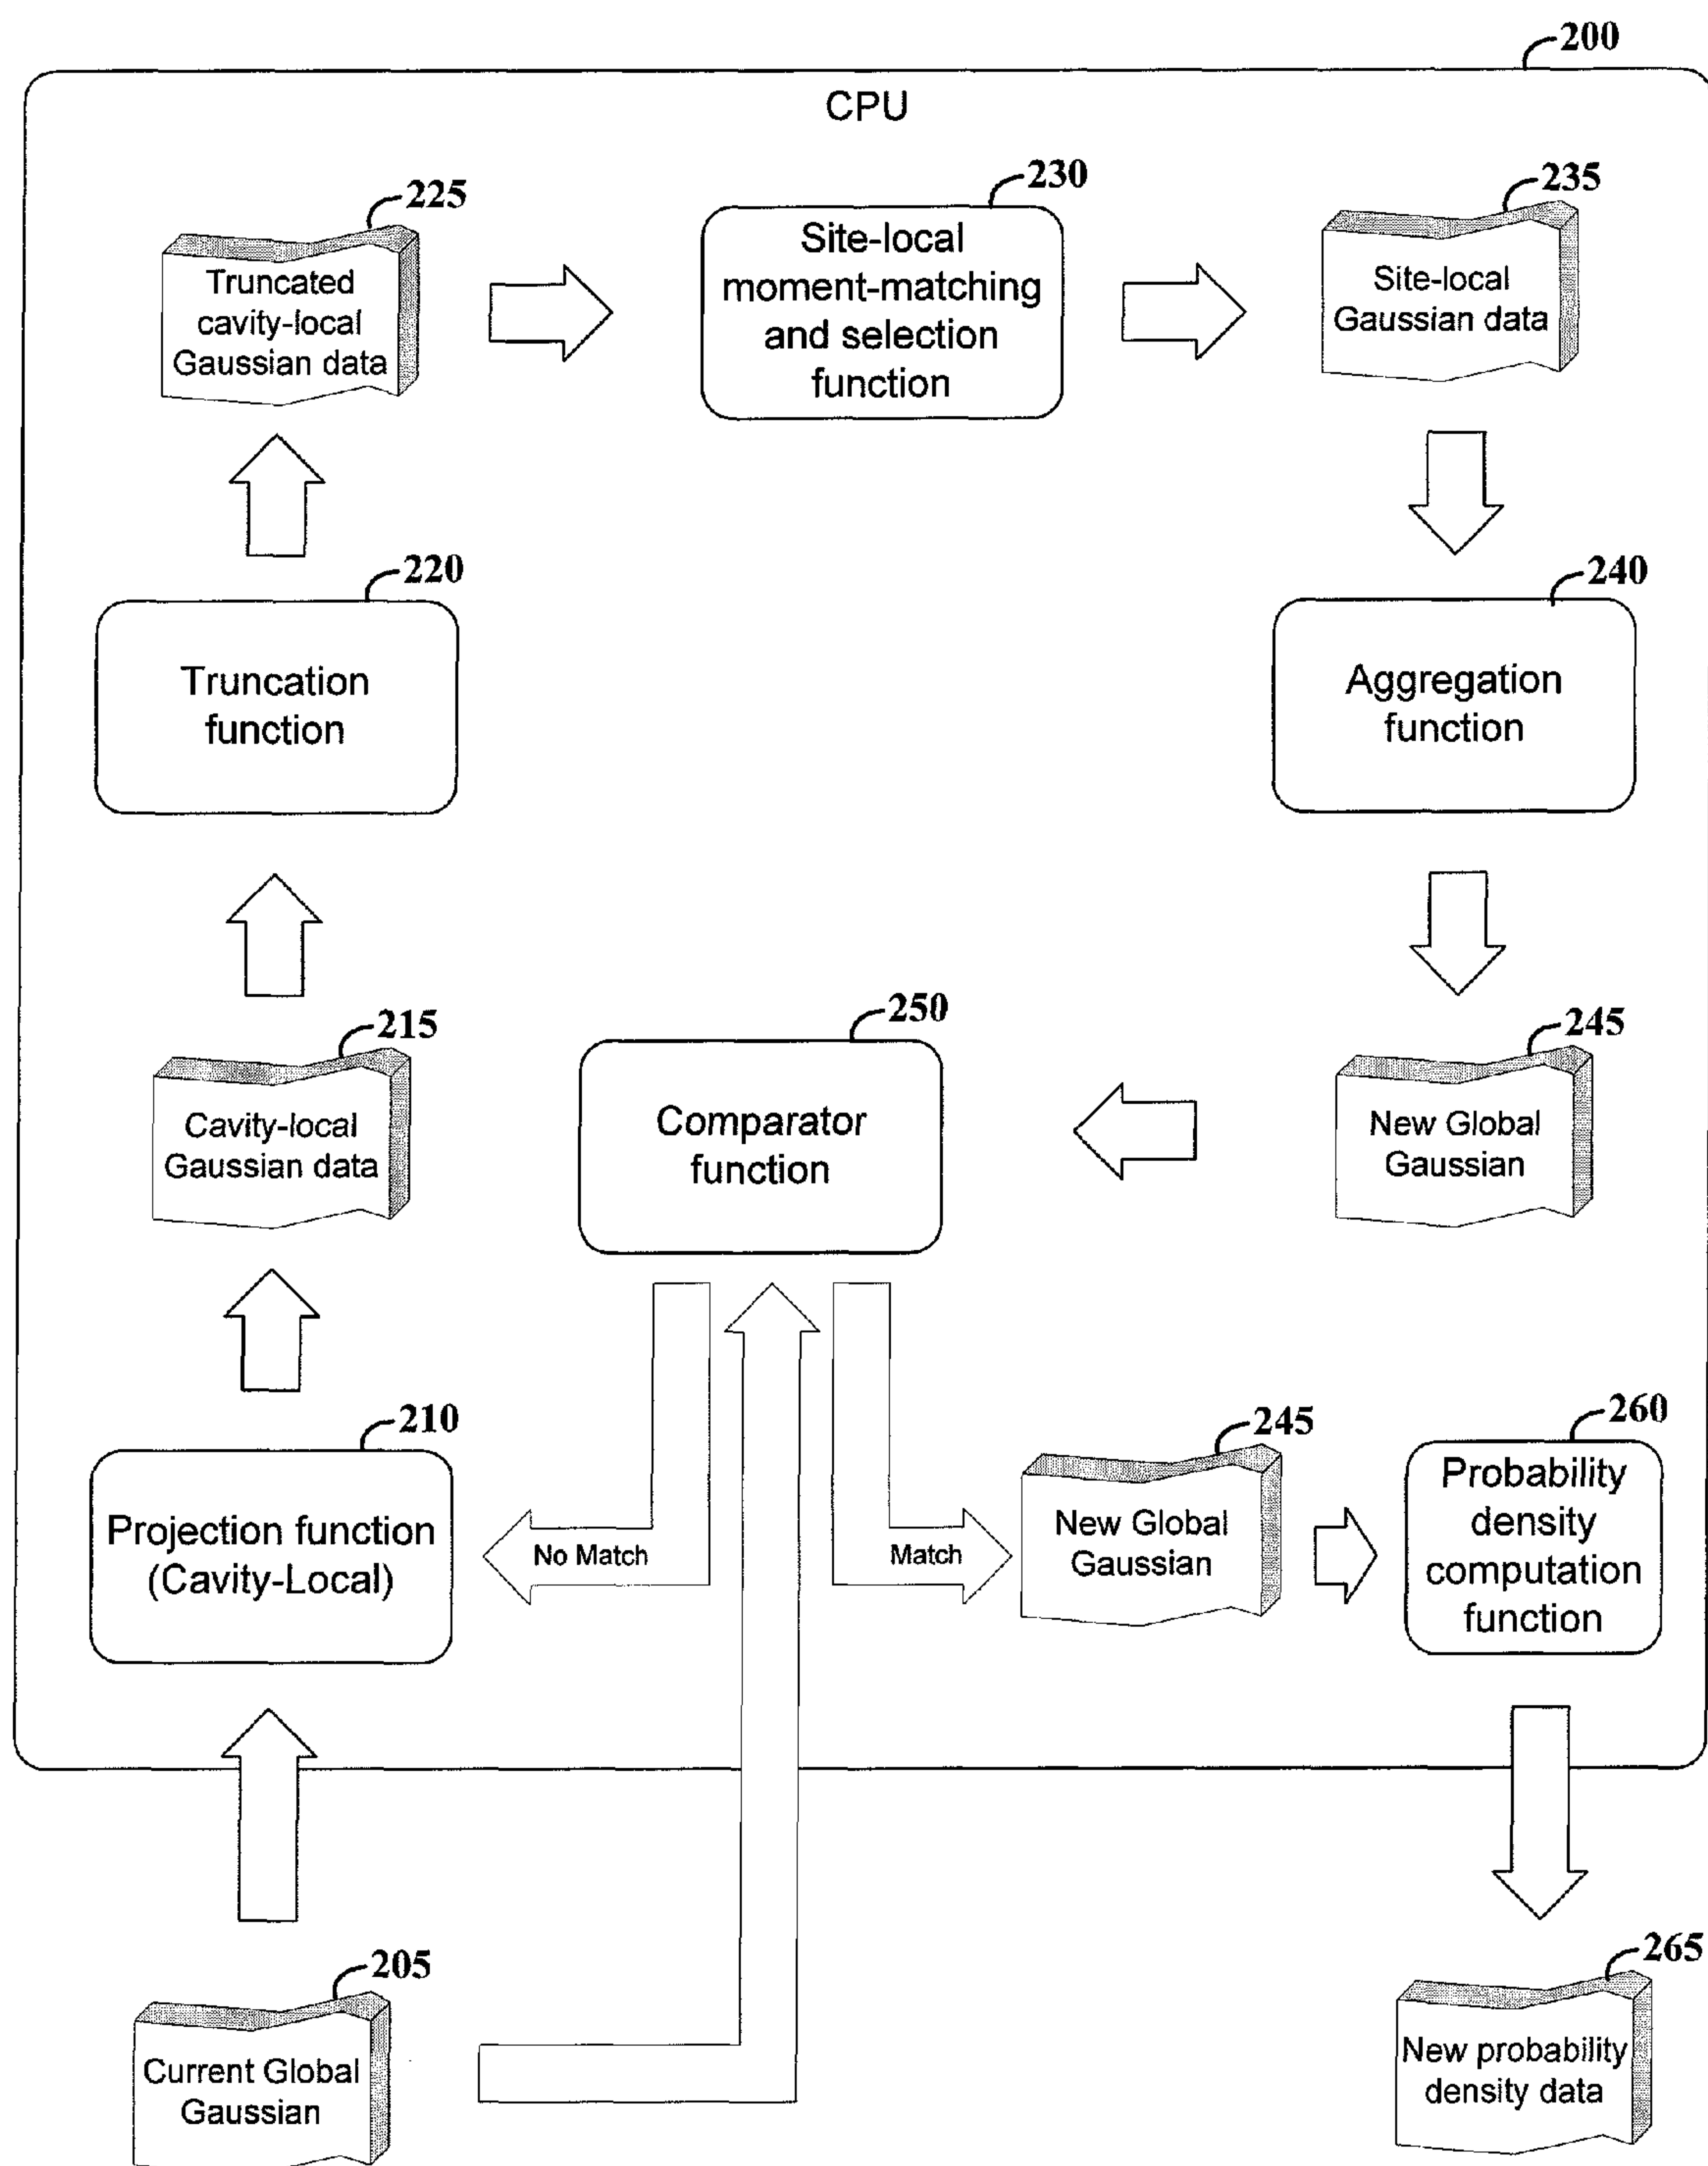 200
CPU
225
Truncated
cavity-local
Gaussian data
230
Site-local
moment-matching
and selection
function
235
Site-local
Gaussian data
220
Truncation
function
240
Aggregation
function
215
Cavity-local
Gaussian data
250
Comparator
function
245
New Global
Gaussian
210
Projection function
(Cavity-Local)
No Match
Match
245
New Global
Gaussian
260
Probability
density
computation
function
205
Current Global
Gaussian
265
New probability
density data